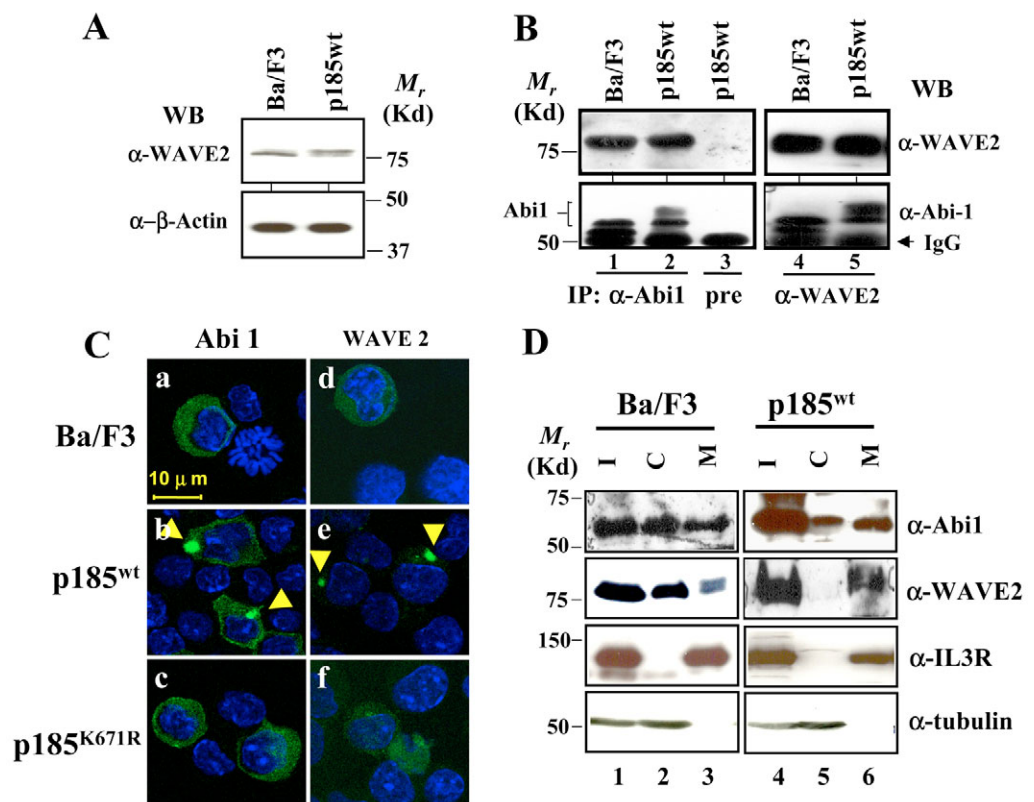 A
Ba/F3
p185wt
Mr
(Kd)
WB
α-WAVE2
75
50
α-β-Actin
37
B
Ba/F3
p185wt
p185wt
Ba/F3
p185wt
Mr
(Kd)
WB
75
α-WAVE2
Abi1
α-Abi-1
50
IgG
1 2 3 4 5
IP: α-Abi1 pre α-WAVE2
C
Abi 1 WAVE 2
a d
Ba/F3
10 μ m
b e
p185wt
c f
p185K671R
D
Ba/F3 p185wt
Mr
(Kd)
I C M I C M
75
α-Abi1
50
α-WAVE2
75
150
α-IL3R
50
α-tubulin
1 2 3 4 5 6